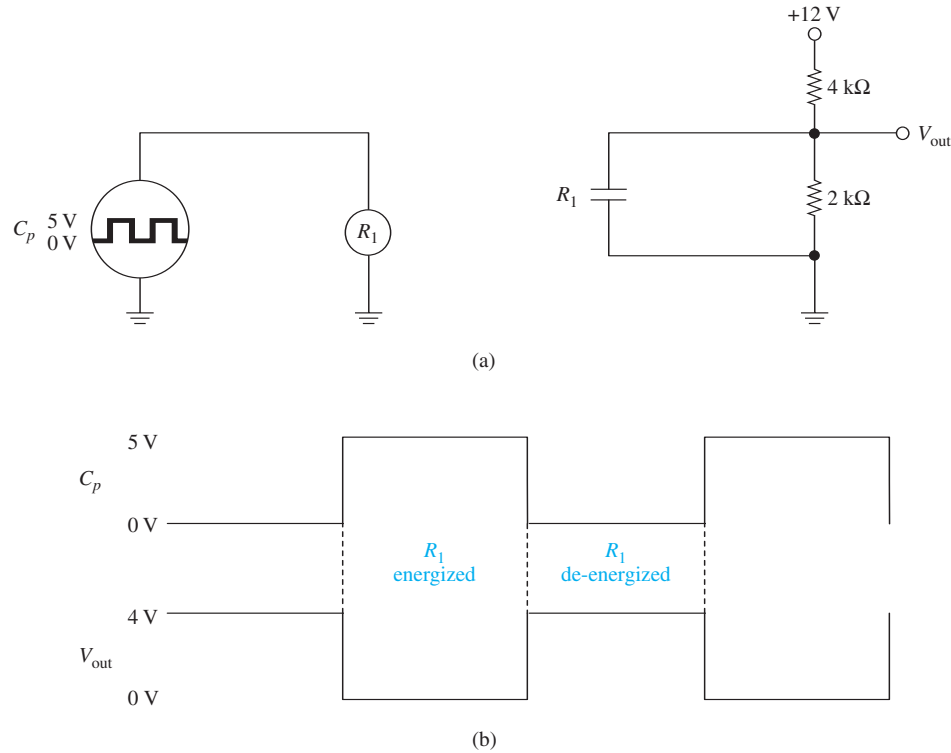 +12 V
4 kΩ
V_out
R_1
2 kΩ
C_p
5 V
0 V
R_1
(a)
5 V
C_p
0 V
R_1
energized
R_1
de-energized
4 V
V_out
0 V
(b)